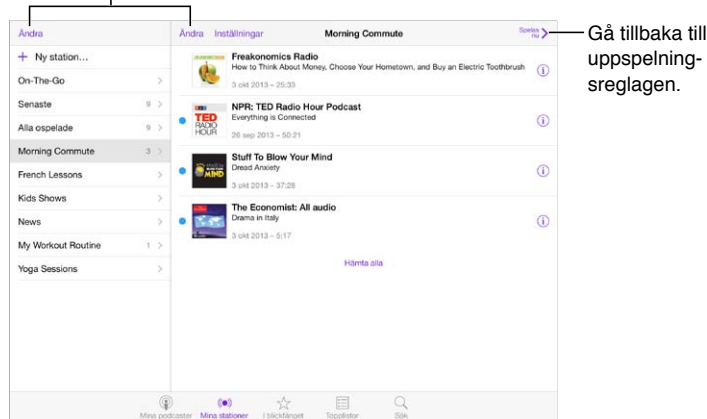 Ändra
Ändra Inställningar
Morning Commute
Spelas nu
Gå tillbaka till
uppspelning-
sreglagen.
+ Ny station…
On-The-Go
Senaste 9
Alla ospelade 9
Morning Commute 3
French Lessons
Kids Shows
News
My Workout Routine 1
Yoga Sessions
Freakonomics Radio
How to Think About Money, Choose Your Hometown, and Buy an Electric Toothbrush
3 okt 2013 – 25:33
TED
RADIO
HOUR
NPR: TED Radio Hour Podcast
Everything is Connected
26 sep 2013 – 50:21
MIND
Stuff To Blow Your Mind
Dread Anxiety
3 okt 2013 – 37:28
The Economist: All audio
Drama in Italy
3 okt 2013 – 5:17
Hämta alla
Mina podcaster
Mina stationer
I blickfånget
Topplistor
Sök